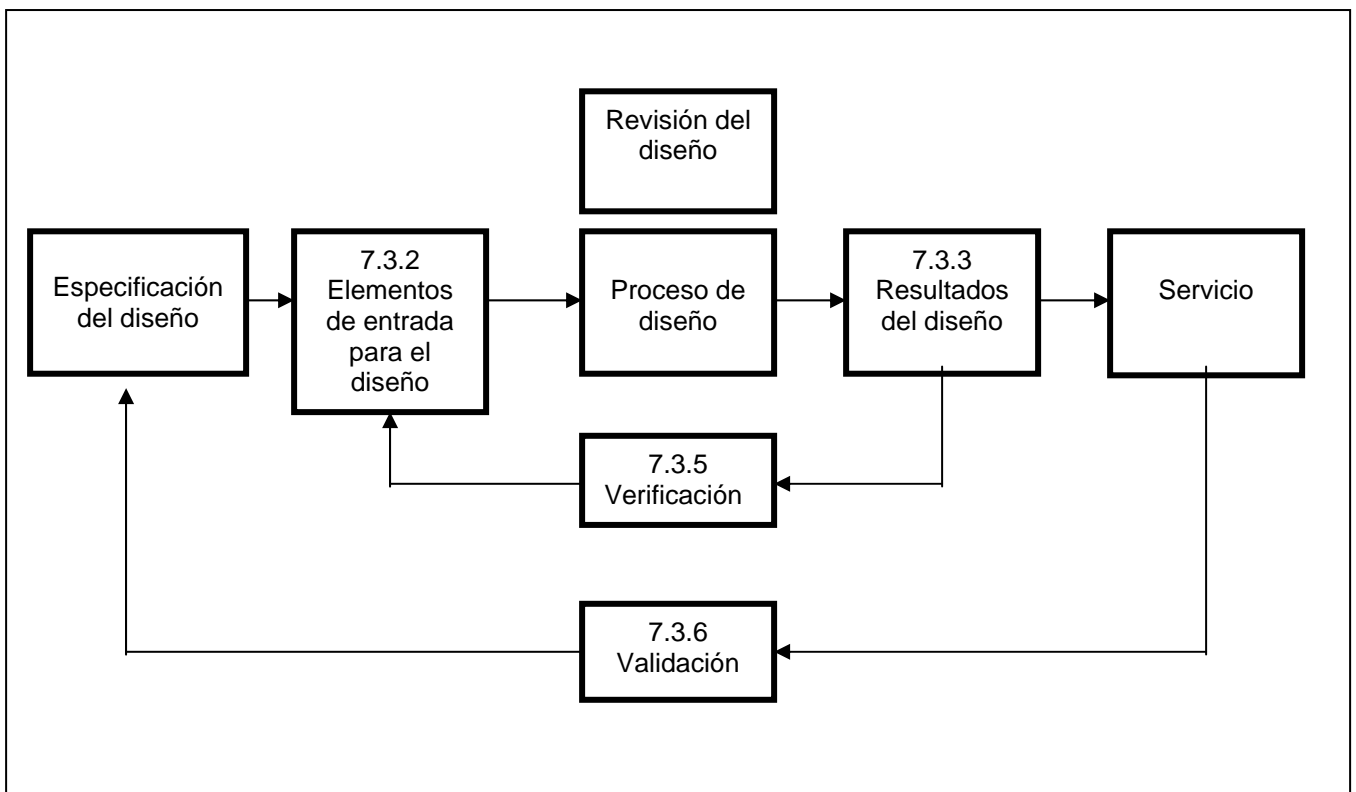 Revisión del
diseño
Especificación
del diseño
7.3.2
Elementos
de entrada
para el
diseño
Proceso de
diseño
7.3.3
Resultados
del diseño
Servicio
7.3.5
Verificación
7.3.6
Validación